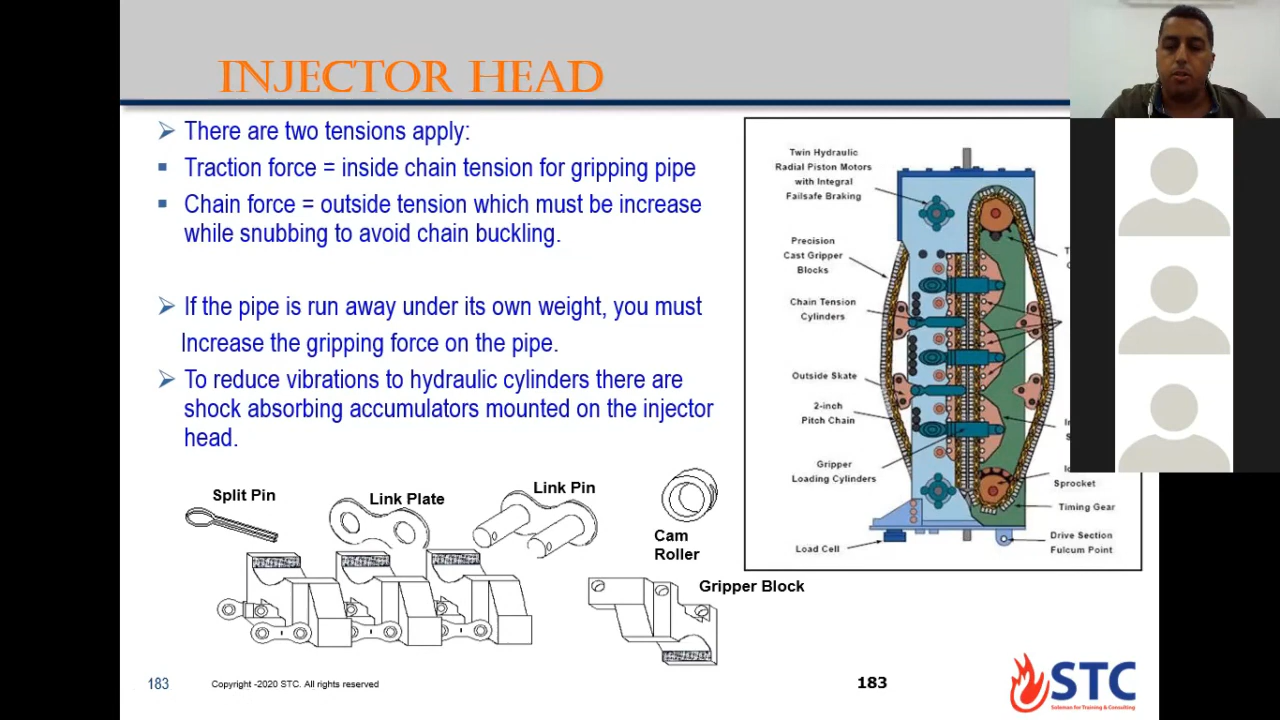 INJECTOR HEAD
There are two tensions apply:
Traction force = inside chain tension for gripping pipe
Chain force = outside tension which must be increase
while snubbing to avoid chain buckling.
If the pipe is run away under its own weight, you must
Increase the gripping force on the pipe.
To reduce vibrations to hydraulic cylinders there are
shock absorbing accumulators mounted on the injector
head.
Twin Hydraulic
Radial Piston Motors
with Integral
Failsafe Braking
Precision
Cast Gripper
Blocks
Chain Tension
Cylinders
Outside Skate
2-inch
Pitch Chain
Gripper
Loading Cylinders
Load Cell
Sprocket
Timing Gear
Drive Section
Fulcum Point
Split Pin
Link Plate
Link Pin
Cam
Roller
Gripper Block
183
Copyright -2020 STC. All rights reserved
183
STC
Soliman for Training & Consulting